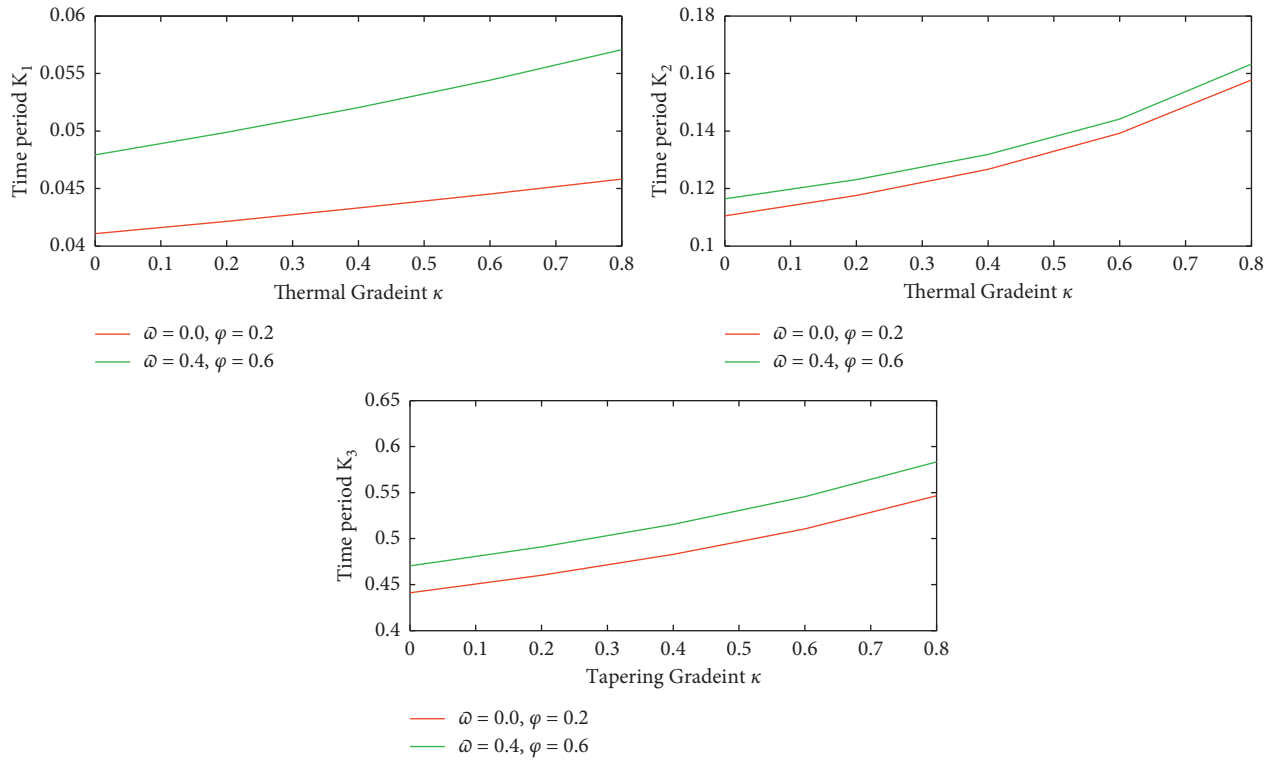 0.06
0.055
0.05
0.045
0.04
Time period K₁
0 0.1 0.2 0.3 0.4 0.5 0.6 0.7 0.8
Thermal Gradeint κ
ϖ = 0.0, φ = 0.2
ϖ = 0.4, φ = 0.6
0.18
0.16
0.14
0.12
0.1
Time period K₂
0 0.1 0.2 0.3 0.4 0.5 0.6 0.7 0.8
Thermal Gradeint κ
ϖ = 0.0, φ = 0.2
ϖ = 0.4, φ = 0.6
0.65
0.6
0.55
0.5
0.45
0.4
Time period K₃
0 0.1 0.2 0.3 0.4 0.5 0.6 0.7 0.8
Tapering Gradeint κ
ϖ = 0.0, φ = 0.2
ϖ = 0.4, φ = 0.6